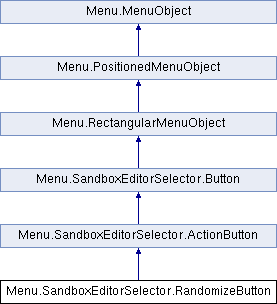 Menu.MenuObject
Menu.PositionedMenuObject
Menu.RectangularMenuObject
Menu.SandboxEditorSelector.Button
Menu.SandboxEditorSelector.ActionButton
Menu.SandboxEditorSelector.RandomizeButton